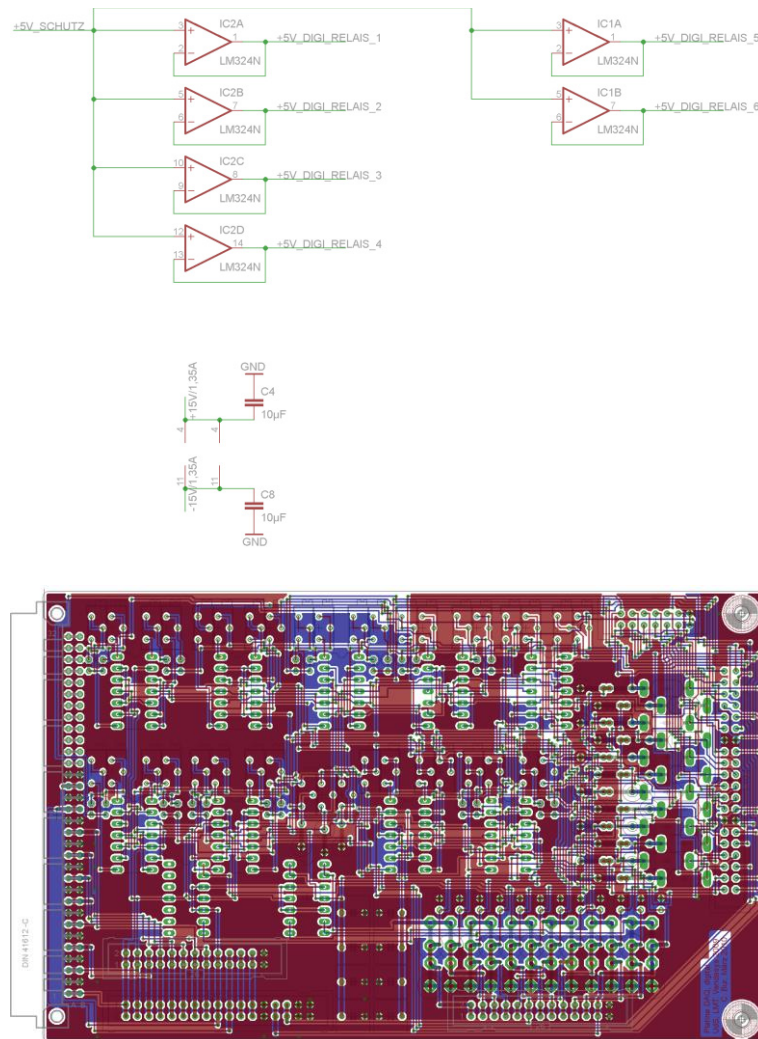 +5V_SCHUTZ
IC2A
3
1
2
LM324N
+5V_DIGI_RELAIS_1
IC1A
3
1
2
LM324N
+5V_DIGI_RELAIS_5
IC2B
5
7
6
LM324N
+5V_DIGI_RELAIS_2
IC1B
5
7
6
LM324N
+5V_DIGI_RELAIS_6
IC2C
10
8
9
LM324N
+5V_DIGI_RELAIS_3
IC2D
12
14
13
LM324N
+5V_DIGI_RELAIS_4
+15V/1,35A
4
4
GND
C4
10µF
-15V/1,35A
11
11
C8
10µF
GND
DIN 41612-C
Platine DAQ,